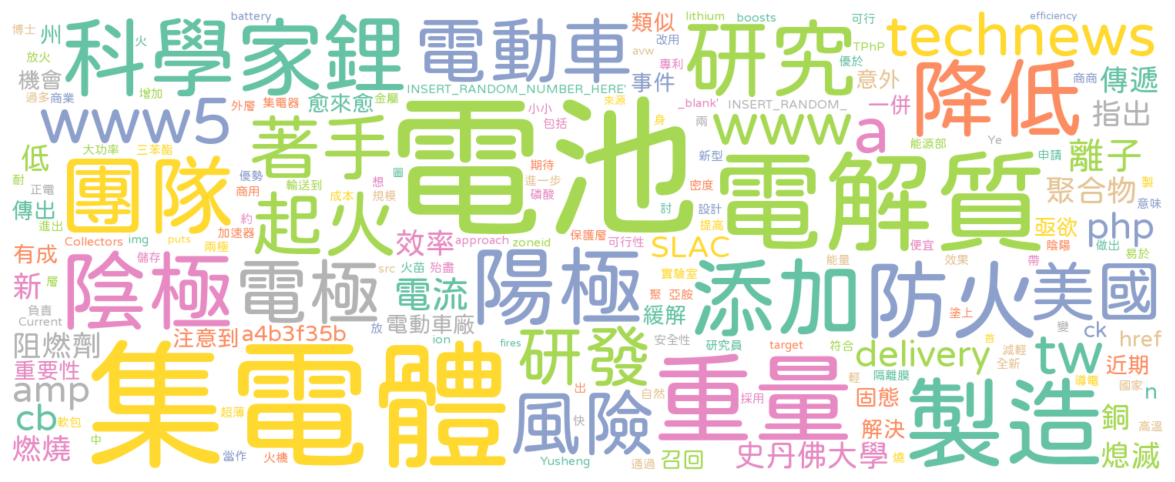 博士 州 battery 科學家鋰 電動車 類似 lithium boosts 可行 研究 technews efficiency
放火 火 改用 avw 專利 TPhP 優於
機會 過多 商業 增加 外層 集電器 愈來愈 金屬 INSERT_RANDOM_NUMBER_HERE' 事件 意外 降低 商商 傳遞
www5 著手 電池 小小 包括 來源 _blank' INSERT_RANDOM_ 身 兩 www a 一併 指出
低 大功率 三苯酯 團隊 優勢 圖 期待 進一步 新型 電解質 能源部 Ye 申請 離子
耐 正電 商用 輸送到 成本 想 規模 磷酸 密度 設計 提高 聚合物 製 意味
傳出 進出 約 加速器 起火 討 亟欲 php
有成 Collectors img puts 兩極 效率 approach zoneid 保護層 可行性 SLAC 便宜 陰陽 做出 易於
新 層 陰極 儲存 電極 src 火苗 殆盡 陽極 實驗室 添加 能量 效果 防火 帶 美國
負責 Current 電流 聚 亞胺 塗上
阻燃劑 注意到 a4b3f35b 放 電動車廠 ion 緩解 安全性 變 ck href
重要性 集電體 fires 研發 研究員 target 符合 delivery 首 減輕 全新 tw 近期
amp 超薄 風險 出 自然 重量 採用 輕 隔離膜 固態 製造 導電 國家 n
cb 軟包 快 解決 銅 高溫
燃燒 中 當作 火機 Yusheng 通過 召回 史丹佛大學 燒 熄滅